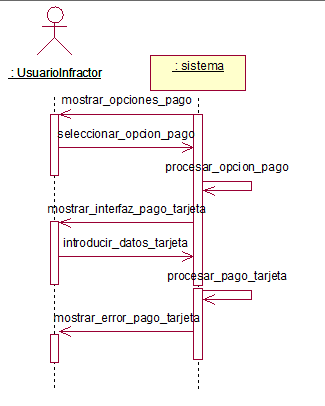 : UsuarioInfractor
: sistema
mostrar_opciones_pago
seleccionar_opcion_pago
procesar_opcion_pago
mostrar_interfaz_pago_tarjeta
introducir_datos_tarjeta
procesar_pago_tarjeta
mostrar_error_pago_tarjeta